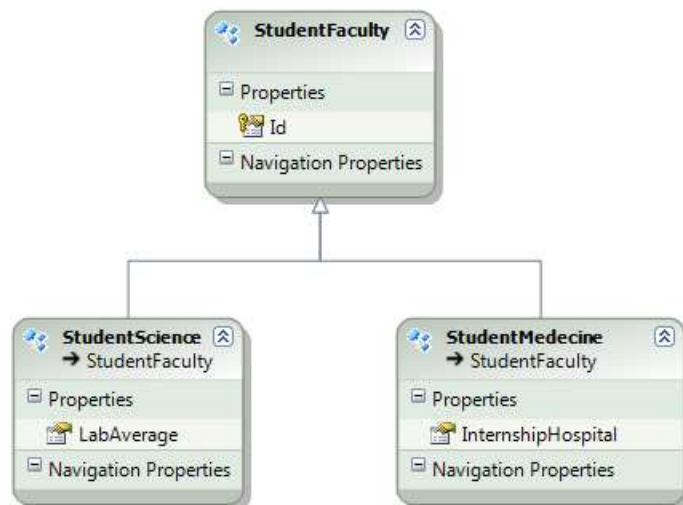 StudentFaculty
Properties
Id
Navigation Properties
StudentScience
→ StudentFaculty
Properties
LabAverage
Navigation Properties
StudentMedecine
→ StudentFaculty
Properties
InternshipHospital
Navigation Properties